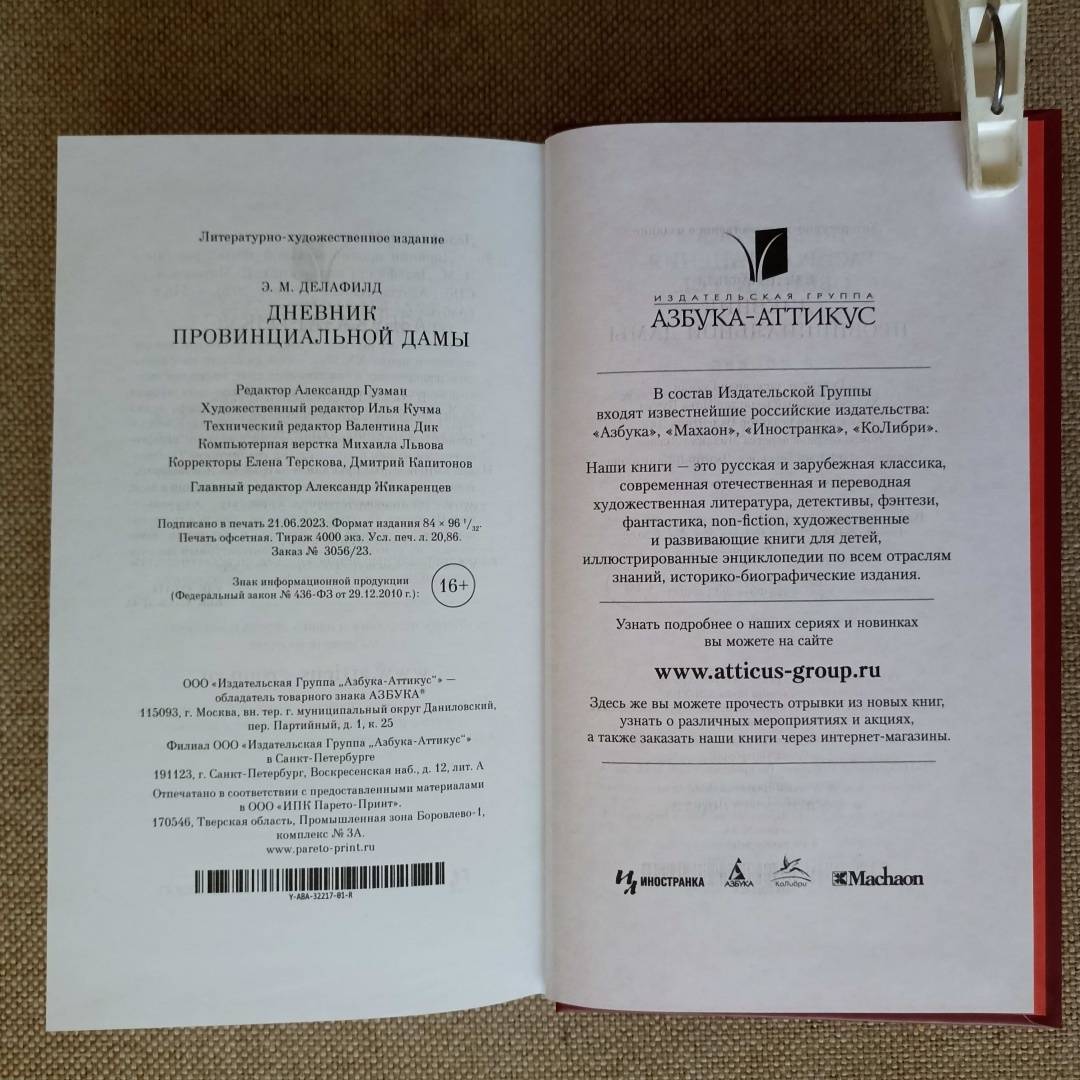 Литературно-художественное издание
Э. М. ДЕЛАФИЛД
ДНЕВНИК
ПРОВИНЦИАЛЬНОЙ ДАМЫ
Редактор Александр Гузман
Художественный редактор Илья Кучма
Технический редактор Валентина Дик
Компьютерная верстка Михаила Львова
Корректоры Елена Терскова, Дмитрий Капитонов
Главный редактор Александр Жикаренцев
Подписано в печать 21.06.2023. Формат издания 84 × 96 1/32.
Печать офсетная. Тираж 4000 экз. Усл. печ. л. 20,86.
Заказ № 3056/23.
Знак информационной продукции
(Федеральный закон № 436-ФЗ от 29.12.2010 г.):
16+
ООО «Издательская Группа „Азбука-Аттикус“» —
обладатель товарного знака АЗБУКА®
115093, г. Москва, вн. тер. г. муниципальный округ Даниловский,
пер. Партийный, д. 1, к. 25
Филиал ООО «Издательская Группа „Азбука-Аттикус“»
в Санкт-Петербурге
191123, г. Санкт-Петербург, Воскресенская наб., д. 12, лит. А
Отпечатано в соответствии с предоставленными материалами
в ООО «ИПК Парето-Принт».
170546, Тверская область, Промышленная зона Боровлево-1,
комплекс № 3А.
www.pareto-print.ru
Y-ABA-32217-01-R
ИЗДАТЕЛЬСКАЯ ГРУППА
АЗБУКА-АТТИКУС
В состав Издательской Группы
входят известнейшие российские издательства:
«Азбука», «Махаон», «Иностранка», «КоЛибри».
Наши книги — это русская и зарубежная классика,
современная отечественная и переводная
художественная литература, детективы, фэнтези,
фантастика, non-fiction, художественные
и развивающие книги для детей,
иллюстрированные энциклопедии по всем отраслям
знаний, историко-биографические издания.
Узнать подробнее о наших сериях и новинках
вы можете на сайте
www.atticus-group.ru
Здесь же вы можете прочесть отрывки из новых книг,
узнать о различных мероприятиях и акциях,
а также заказать наши книги через интернет-магазины.
ИЛ ИНОСТРАНКА АЗБУКА КоЛибри Machaon